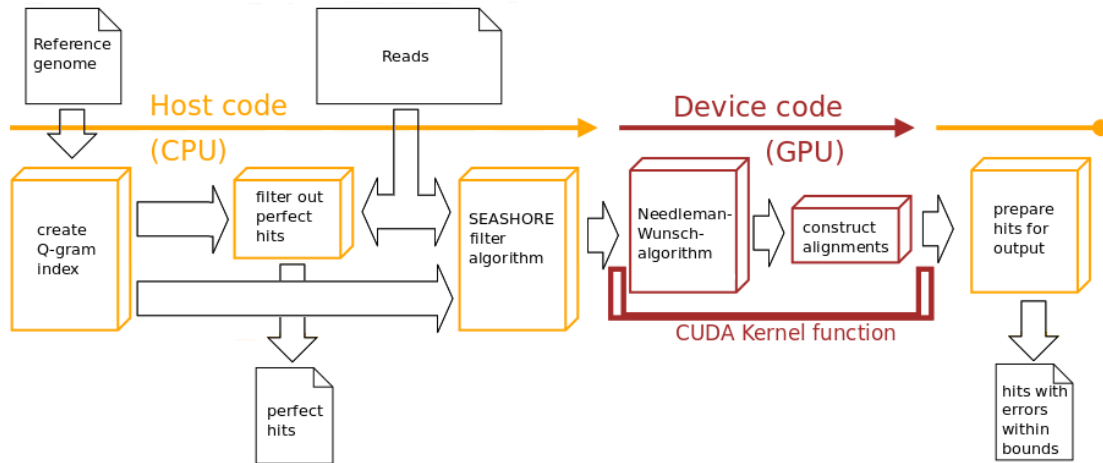 Reference
genome
Reads
Host code
(CPU)
Device code
(GPU)
create
Q-gram
index
filter out
perfect
hits
SEASHORE
filter
algorithm
Needleman-
Wunsch-
algorithm
construct
alignments
prepare
hits for
output
CUDA Kernel function
perfect
hits
hits with
errors
within
bounds